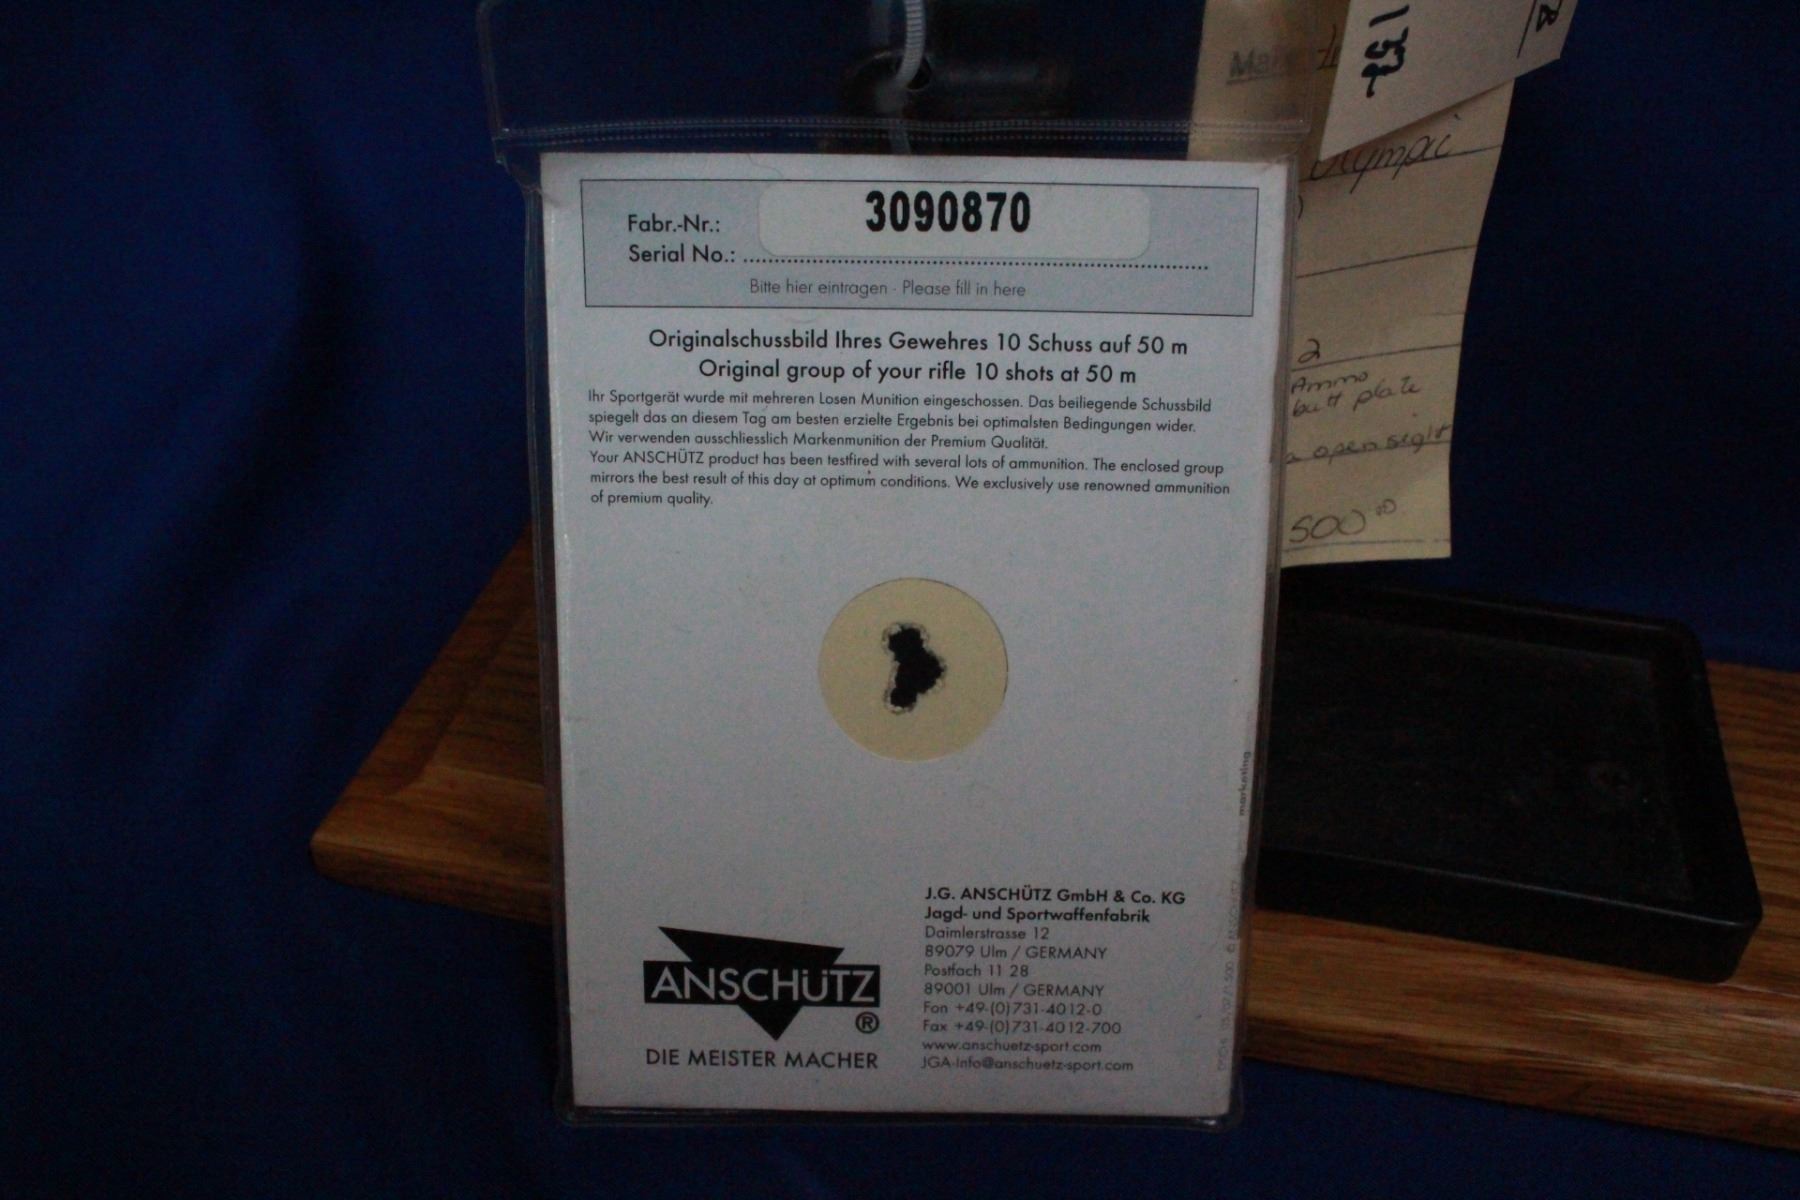 Fabr.-Nr.: 3090870
Serial No.:
Bitte hier eintragen - Please fill in here
Originalschussbild Ihres Gewehres 10 Schuss auf 50 m
Original group of your rifle 10 shots at 50 m
Ihr Sportgerät wurde mit mehreren Losen Munition eingeschossen. Das beiliegende Schussbild
spiegelt das an diesem Tag am besten erzielte Ergebnis bei optimalsten Bedingungen wider.
Wir verwenden ausschliesslich Markenmunition der Premium Qualität.
Your ANSCHÜTZ product has been testfired with several lots of ammunition. The enclosed group
mirrors the best result of this day at optimum conditions. We exclusively use renowned ammunition
of premium quality.
marketing
ANSCHÜTZ
®
DIE MEISTER MACHER
J.G. ANSCHÜTZ GmbH & Co. KG
Jagd- und Sportwaffenfabrik
Daimlerstrasse 12
89079 Ulm / GERMANY
Postfach 11 28
89001 Ulm / GERMANY
Fon +49-(0)731-4012-0
Fax +49-(0)731-4012-700
www.anschuetz-sport.com
JGA-Info@anschuetz-sport.com
2
Ammo
butt plate
open sight
500 00